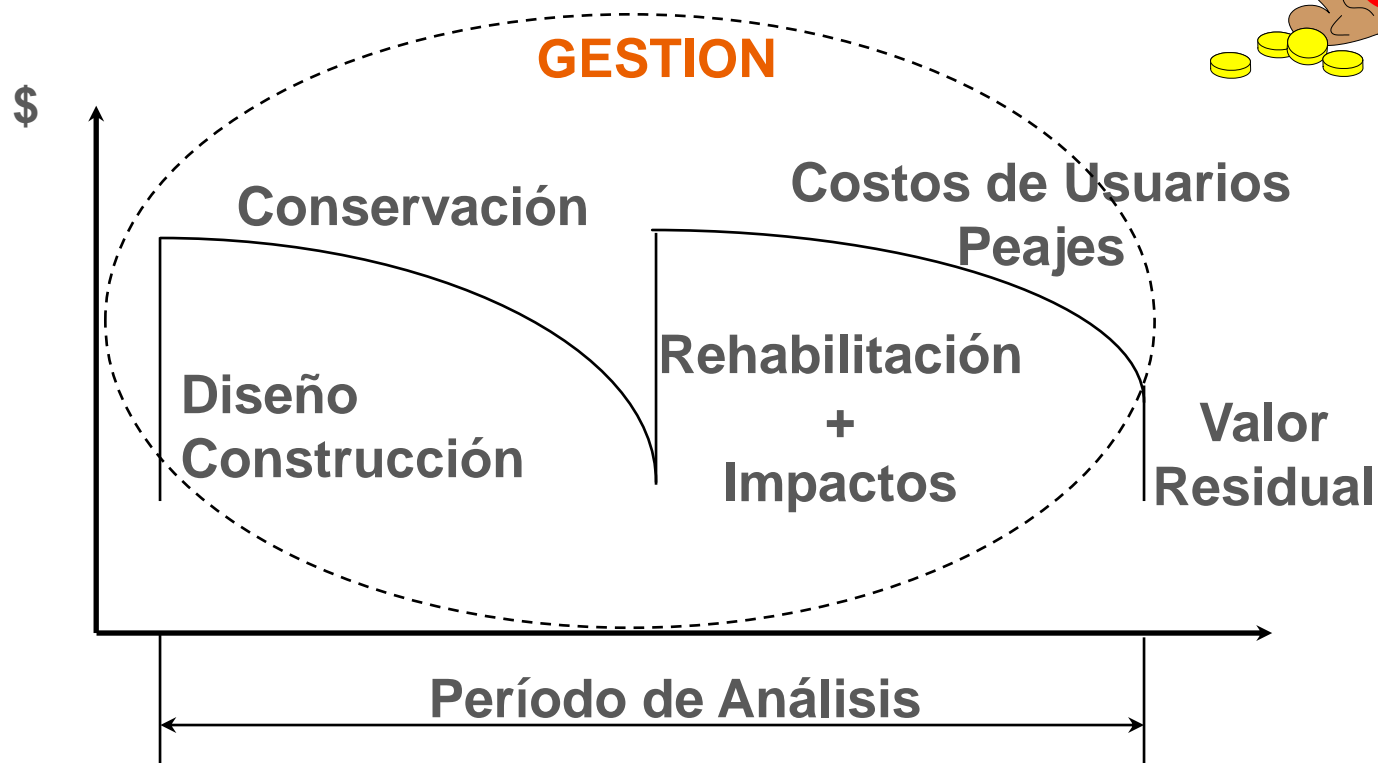 GESTION
$
Conservación
Costos de Usuarios
Peajes
Diseño
Construcción
Rehabilitación
+
Impactos
Valor
Residual
Período de Análisis